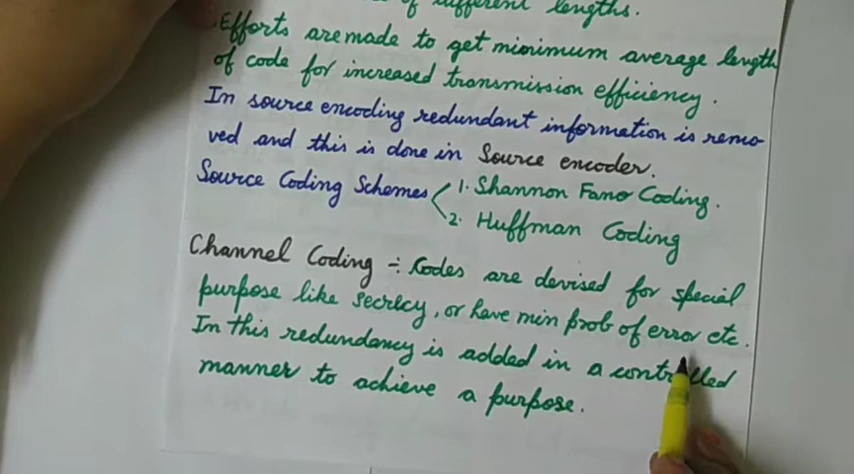 of different lengths.
Efforts are made to get minimum average length
of code for increased transmission efficiency.
In source encoding redundant information is remo-
ved and this is done in Source encoder.
Source Coding Schemes 1. Shannon Fano Coding.
2. Huffman Coding
Channel Coding ÷ Codes are devised for special
purpose like secrecy, or have min prob of error etc.
In this redundancy is added in a controlled
manner to achieve a purpose.